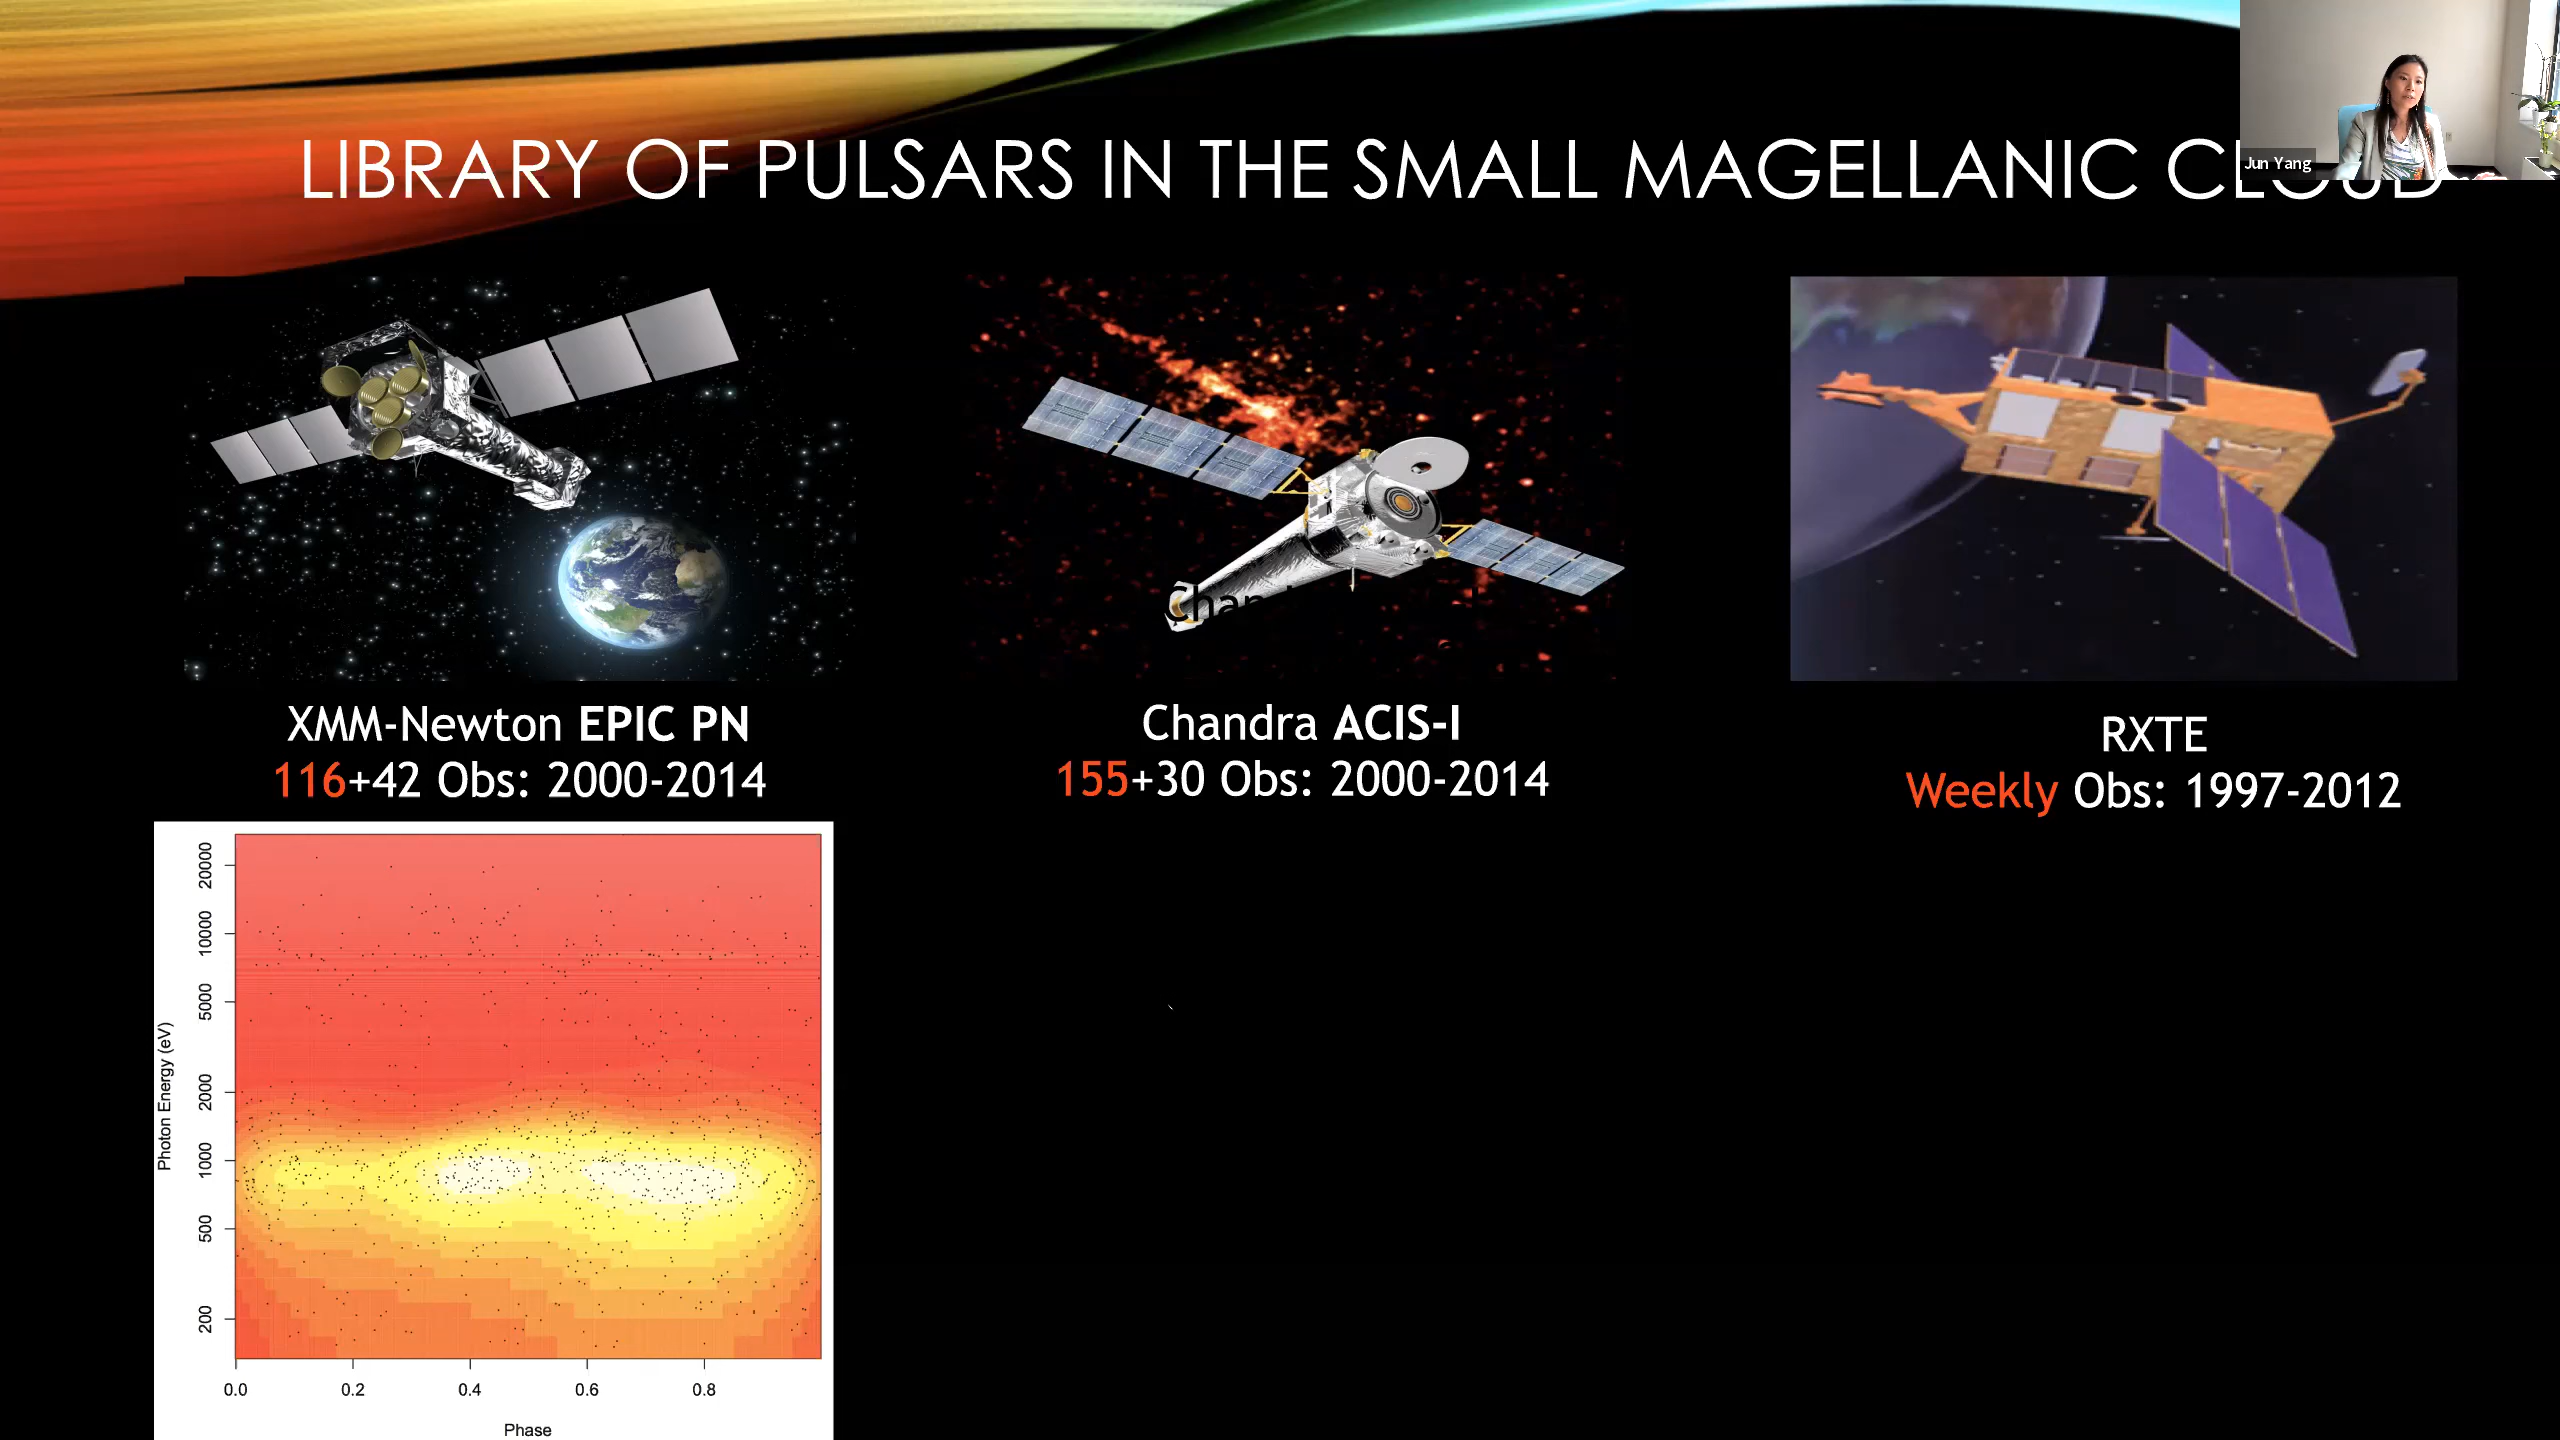 LIBRARY OF PULSARS IN THE SMALL MAGELLANIC CLOUD
Jun Yang
XMM-Newton EPIC PN
116+42 Obs: 2000-2014
Chandra ACIS-I
155+30 Obs: 2000-2014
RXTE
Weekly Obs: 1997-2012
Photon Energy (eV)
20000
10000
5000
2000
1000
500
200
0.0 0.2 0.4 0.6 0.8
Phase